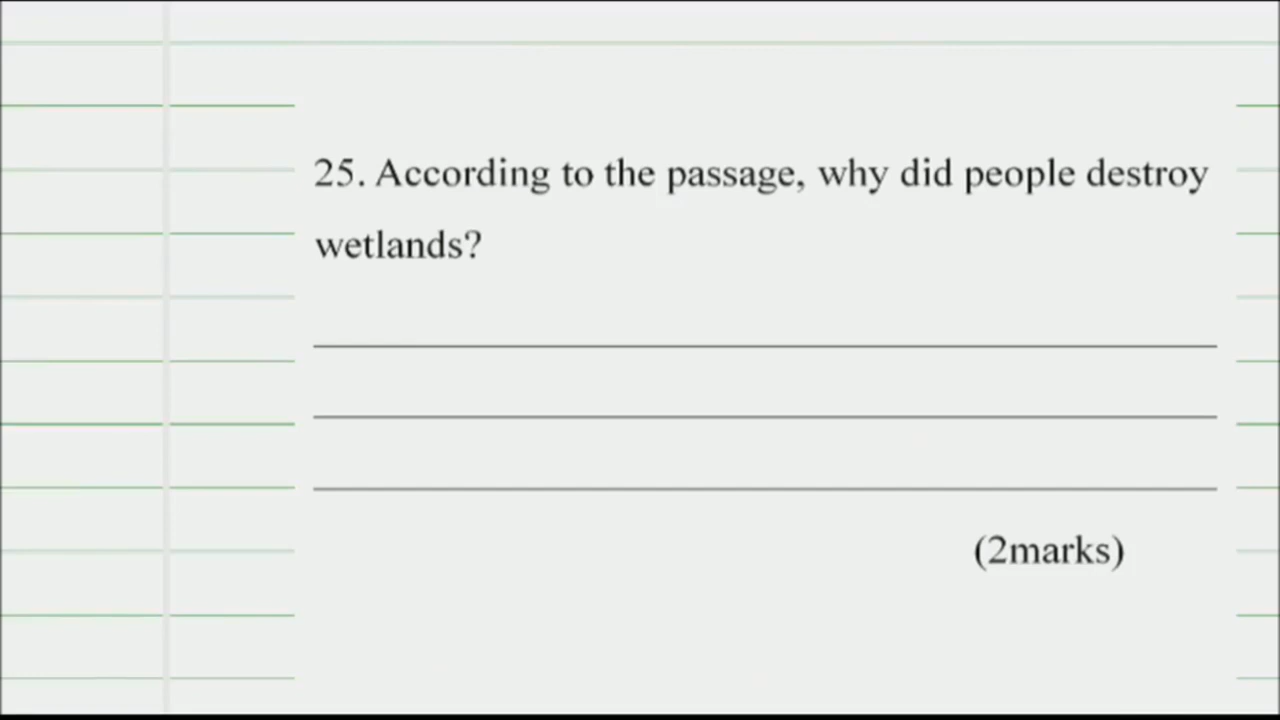 25. According to the passage, why did people destroy
wetlands?
(2marks)